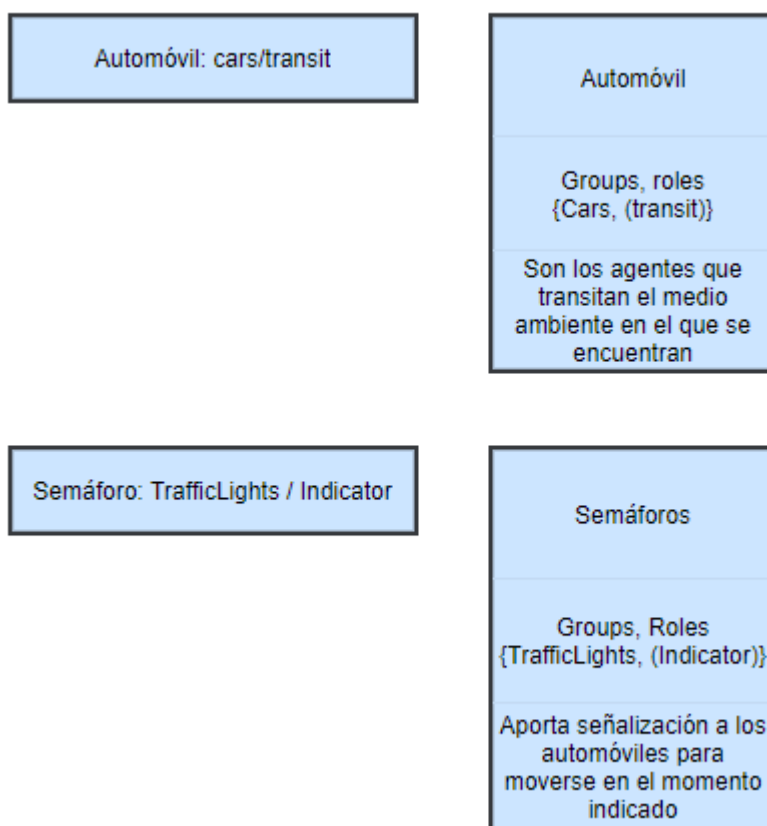 Automóvil: cars/transit
Automóvil
Groups, roles
{Cars, (transit)}
Son los agentes que
transitan el medio
ambiente en el que se
encuentran
Semáforo: TrafficLights / Indicator
Semáforos
Groups, Roles
{TrafficLights, (Indicator)}
Aporta señalización a los
automóviles para
moverse en el momento
indicado